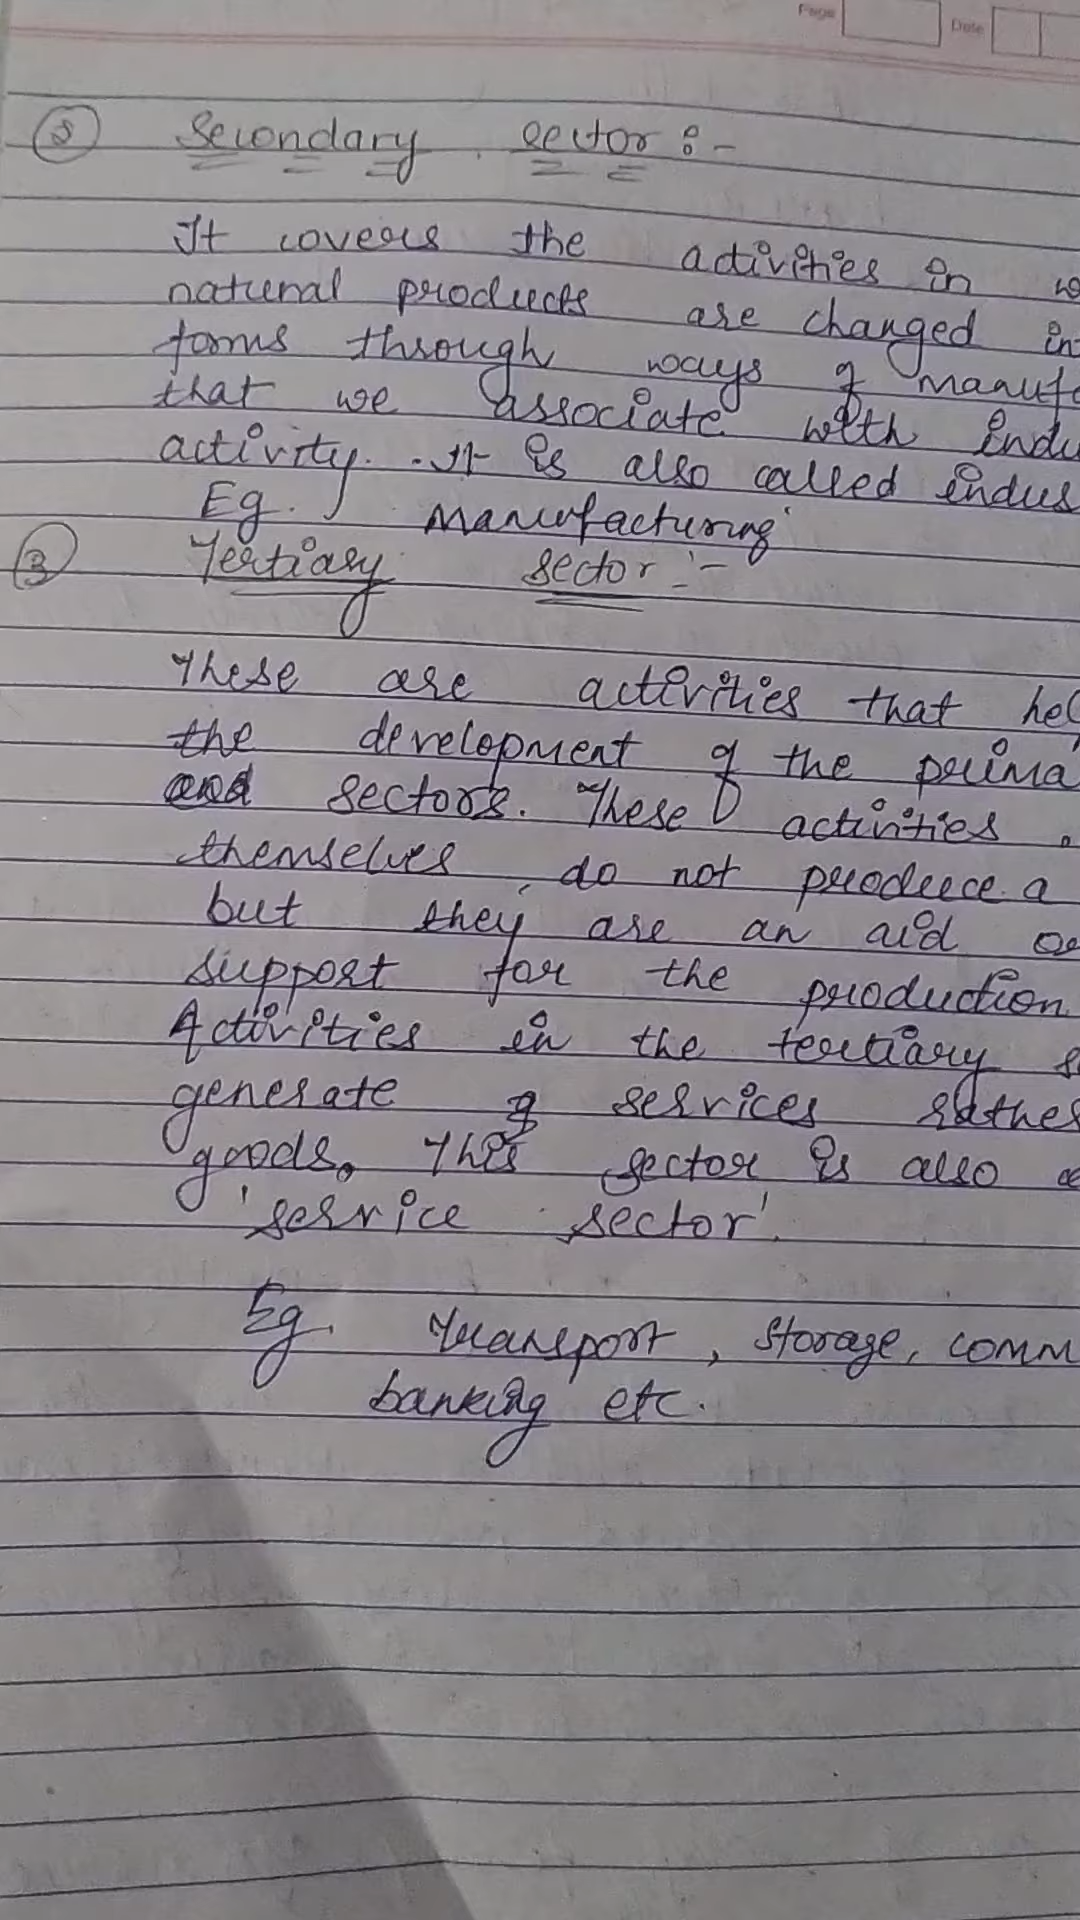 Page Date
② Secondary sector :-
It covers the activities in
natural products are changed
forms through ways of
that we associate with
activity. It is also called
Eg. Manufacturing
③ Tertiary sector :-
These are activities that
the development of the
and sectors. These activities
themselves do not produce a
but they are an aid
support for the production.
Activities in the tertiary
generate of services
goods. This sector is also
'service sector'.
Eg. Transport, storage,
banking etc.